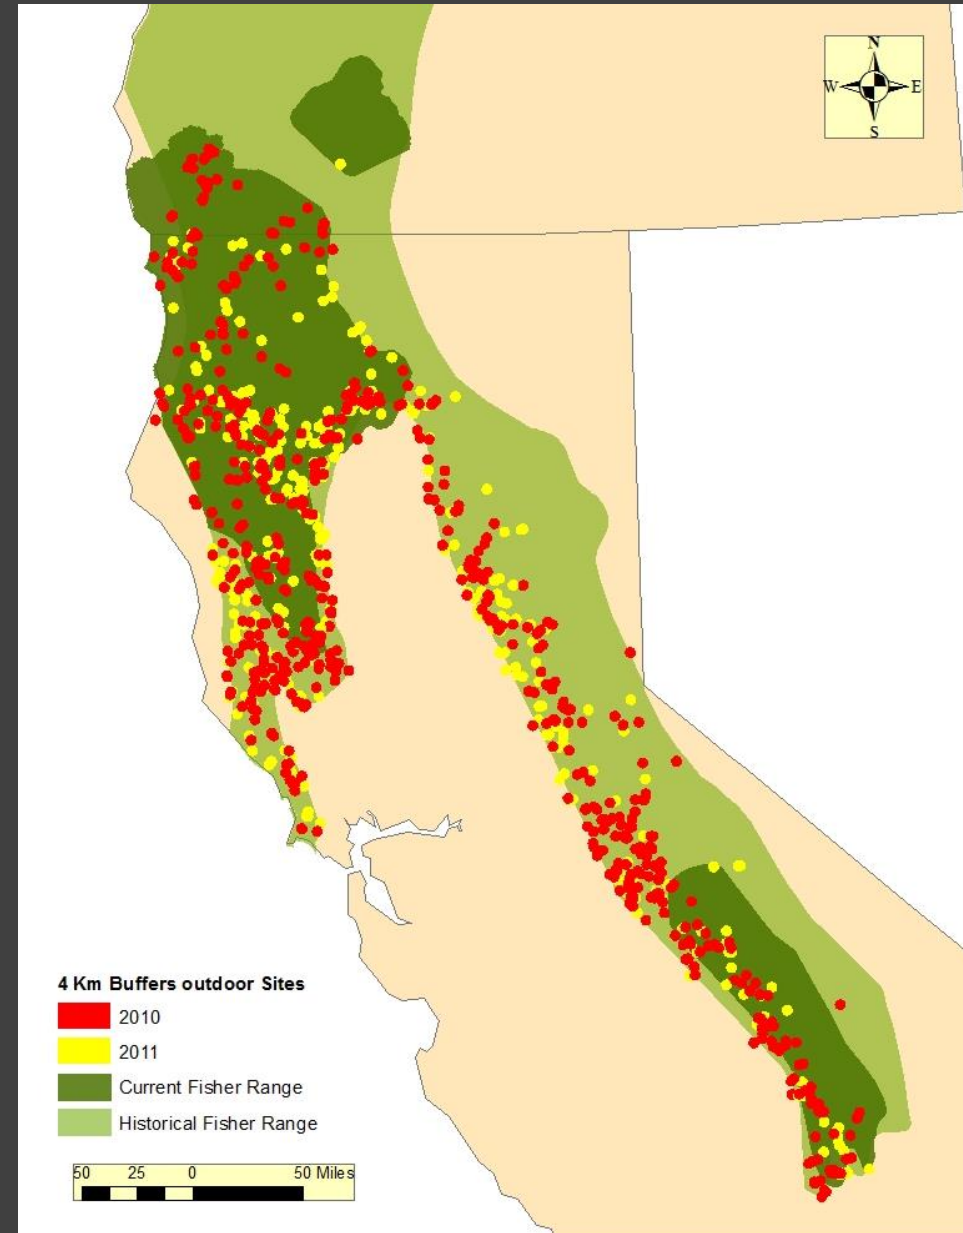 N
W E
S
4 Km Buffers outdoor Sites
2010
2011
Current Fisher Range
Historical Fisher Range
50 25 0 50 Miles